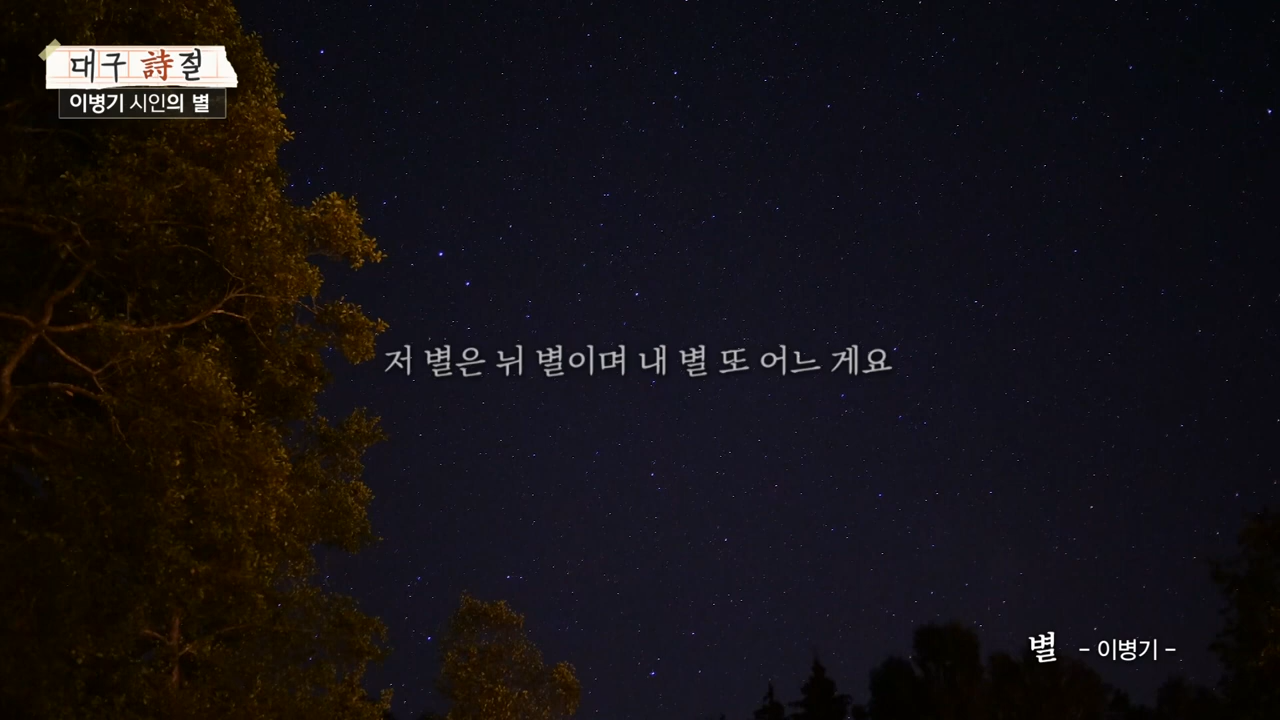 대구 詩절
이병기 시인의 별
저 별은 뉘 별이며 내 별 또 어느 게요
별 - 이병기 -